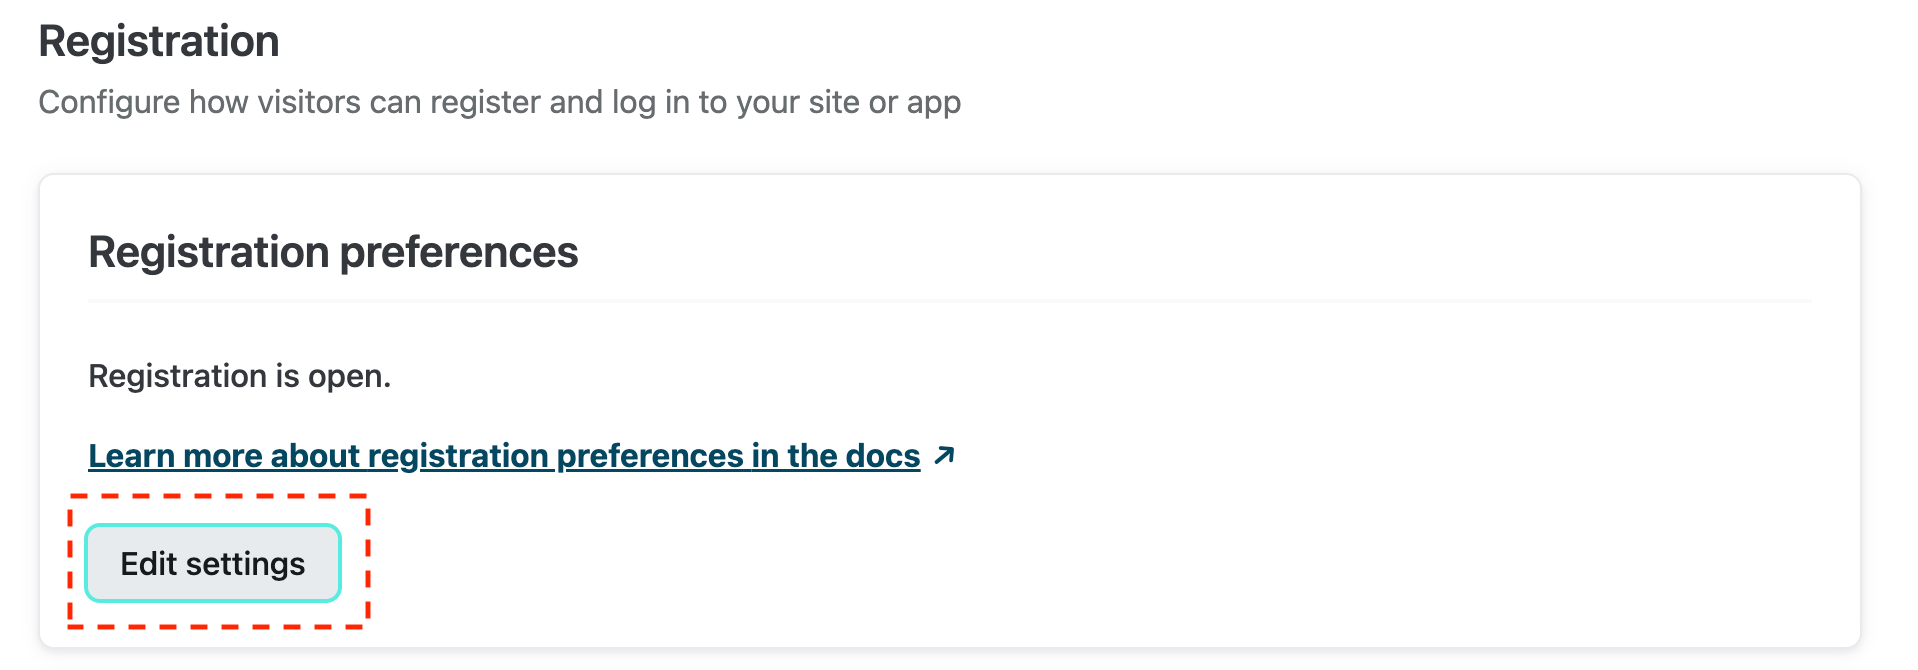 Registration
Configure how visitors can register and log in to your site or app
Registration preferences
Registration is open.
Learn more about registration preferences in the docs ↗
Edit settings